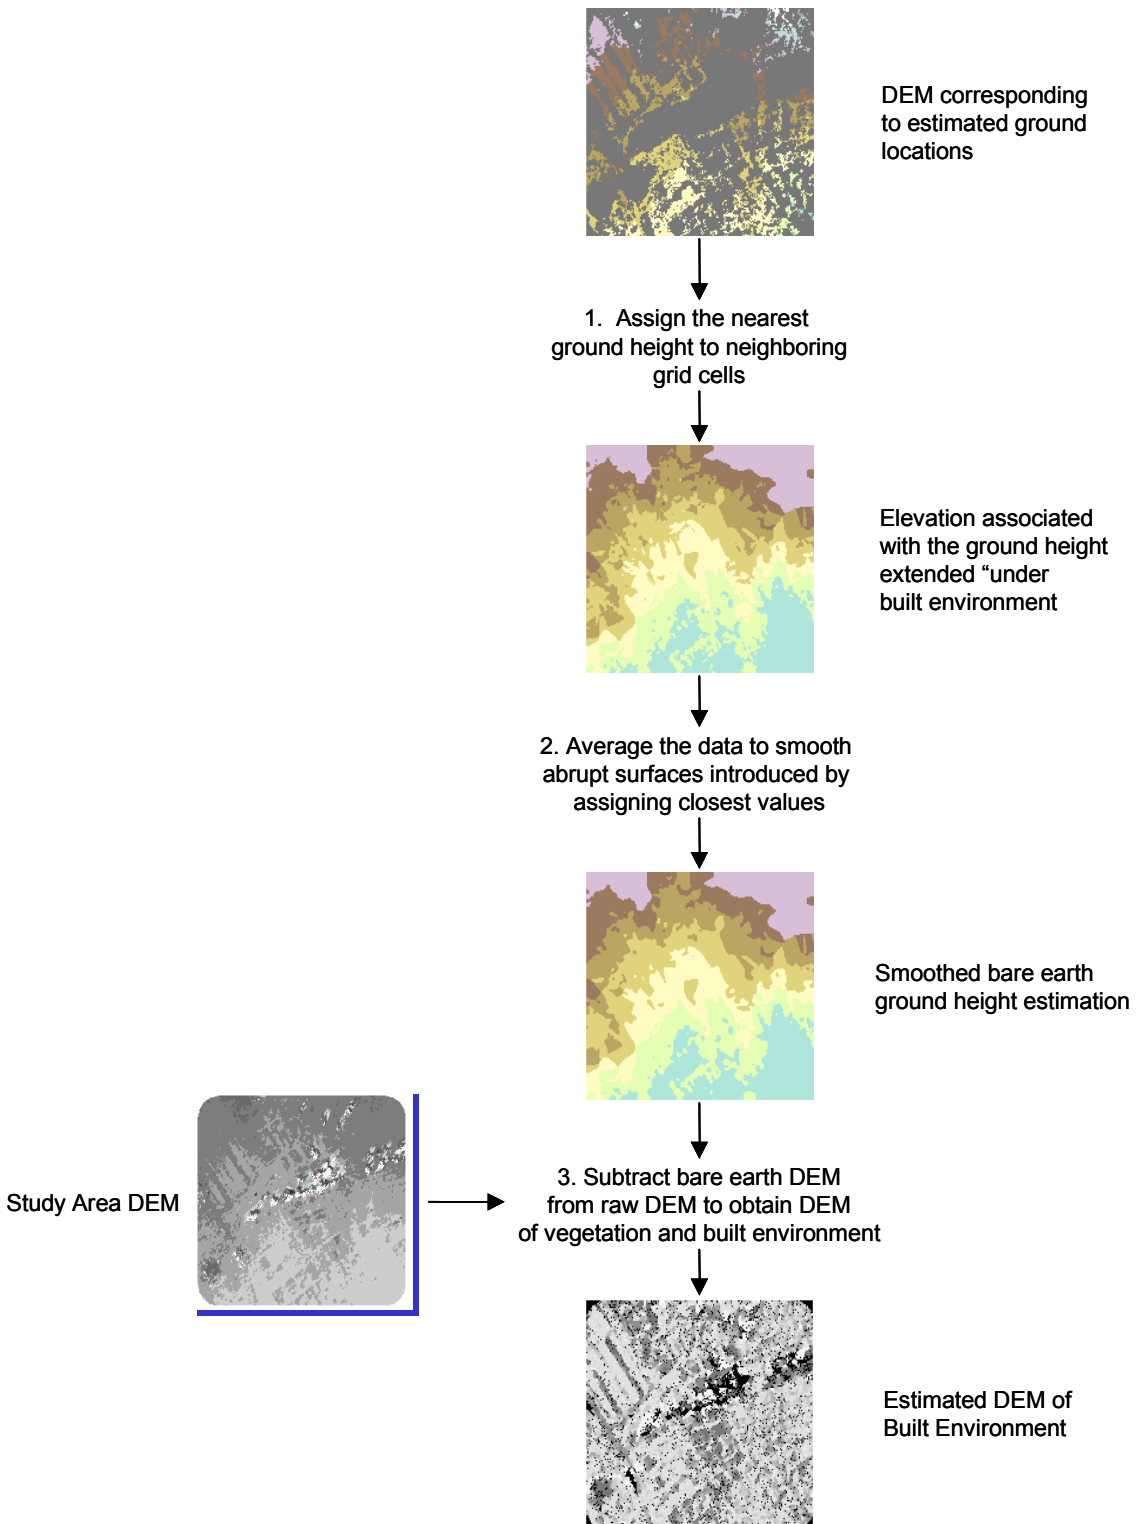 DEM corresponding
to estimated ground
locations
1. Assign the nearest
ground height to neighboring
grid cells
Elevation associated
with the ground height
extended “under
built environment
2. Average the data to smooth
abrupt surfaces introduced by
assigning closest values
Smoothed bare earth
ground height estimation
Study Area DEM
3. Subtract bare earth DEM
from raw DEM to obtain DEM
of vegetation and built environment
Estimated DEM of
Built Environment